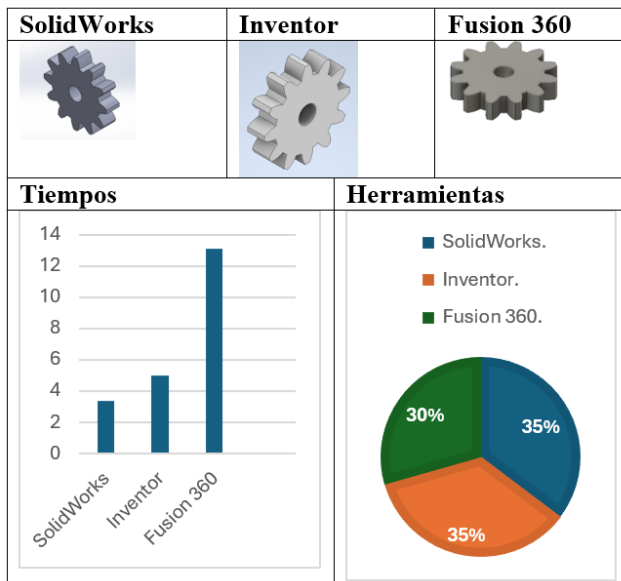 SolidWorks
Inventor
Fusion 360
Tiempos
Herramientas
14
12
10
8
6
4
2
0
SolidWorks
Inventor
Fusion 360
SolidWorks.
Inventor.
Fusion 360.
30%
35%
35%